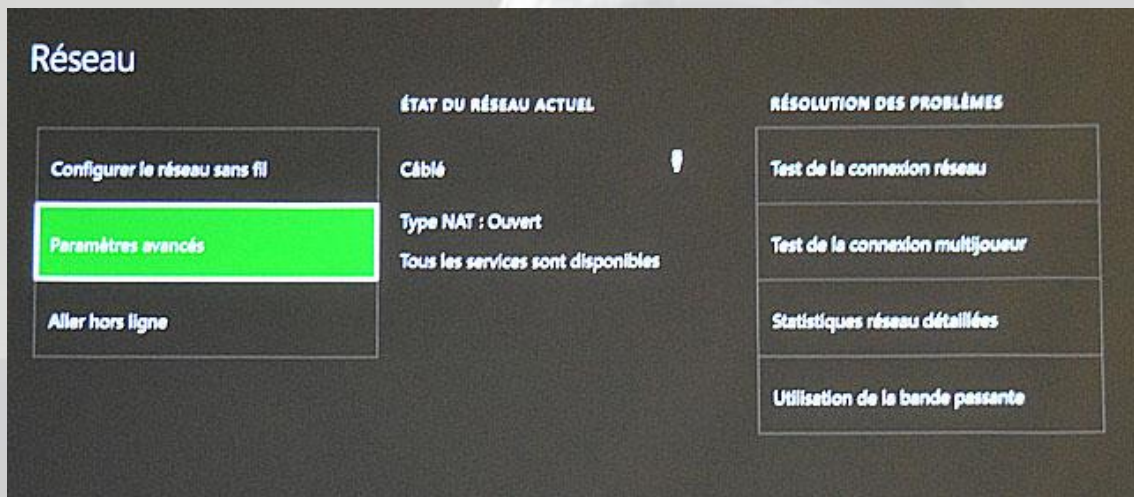 Réseau
Configurer le réseau sans fil
Paramètres avancés
Aller hors ligne
ÉTAT DU RÉSEAU ACTUEL
Câblé
Type NAT : Ouvert
Tous les services sont disponibles
RÉSOLUTION DES PROBLÈMES
Test de la connexion réseau
Test de la connexion multijoueur
Statistiques réseau détaillées
Utilisation de la bande passante